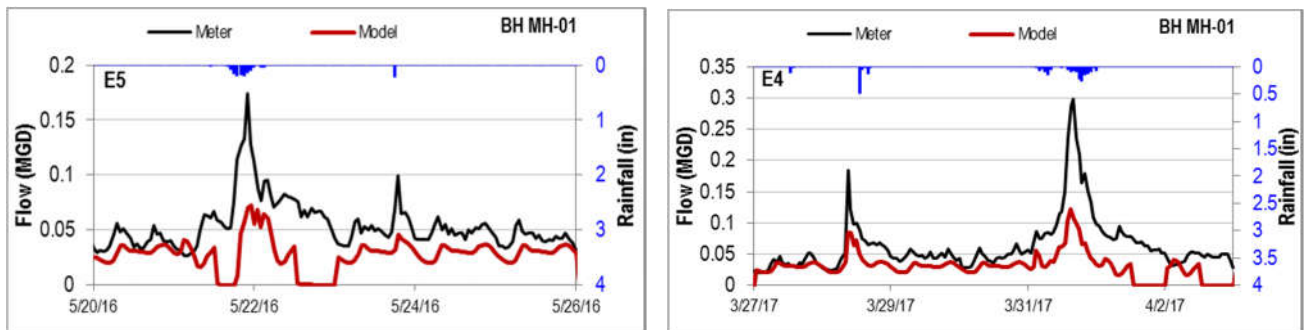 BH MH-01
Meter Model
E5
Flow (MGD)
0.2
0.15
0.1
0.05
0
Rainfall (in)
0
1
2
3
4
5/20/16 5/22/16 5/24/16 5/26/16
BH MH-01
Meter Model
E4
Flow (MGD)
0.35
0.3
0.25
0.2
0.15
0.1
0.05
0
Rainfall (in)
0
0.5
1
1.5
2
2.5
3
3.5
4
3/27/17 3/29/17 3/31/17 4/2/17